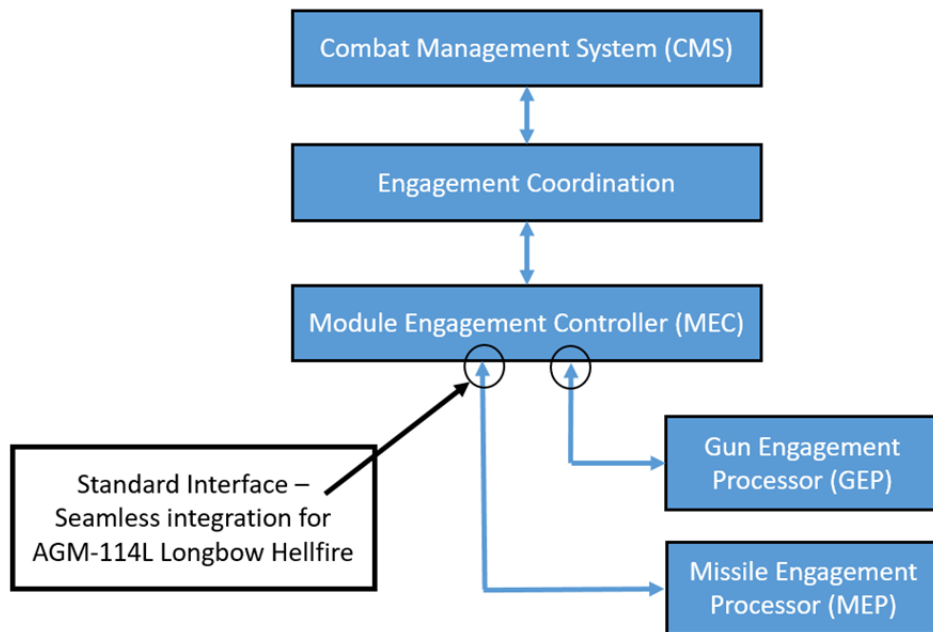 Combat Management System (CMS)
Engagement Coordination
Module Engagement Controller (MEC)
Gun Engagement
Processor (GEP)
Standard Interface –
Seamless integration for
AGM-114L Longbow Hellfire
Missile Engagement
Processor (MEP)